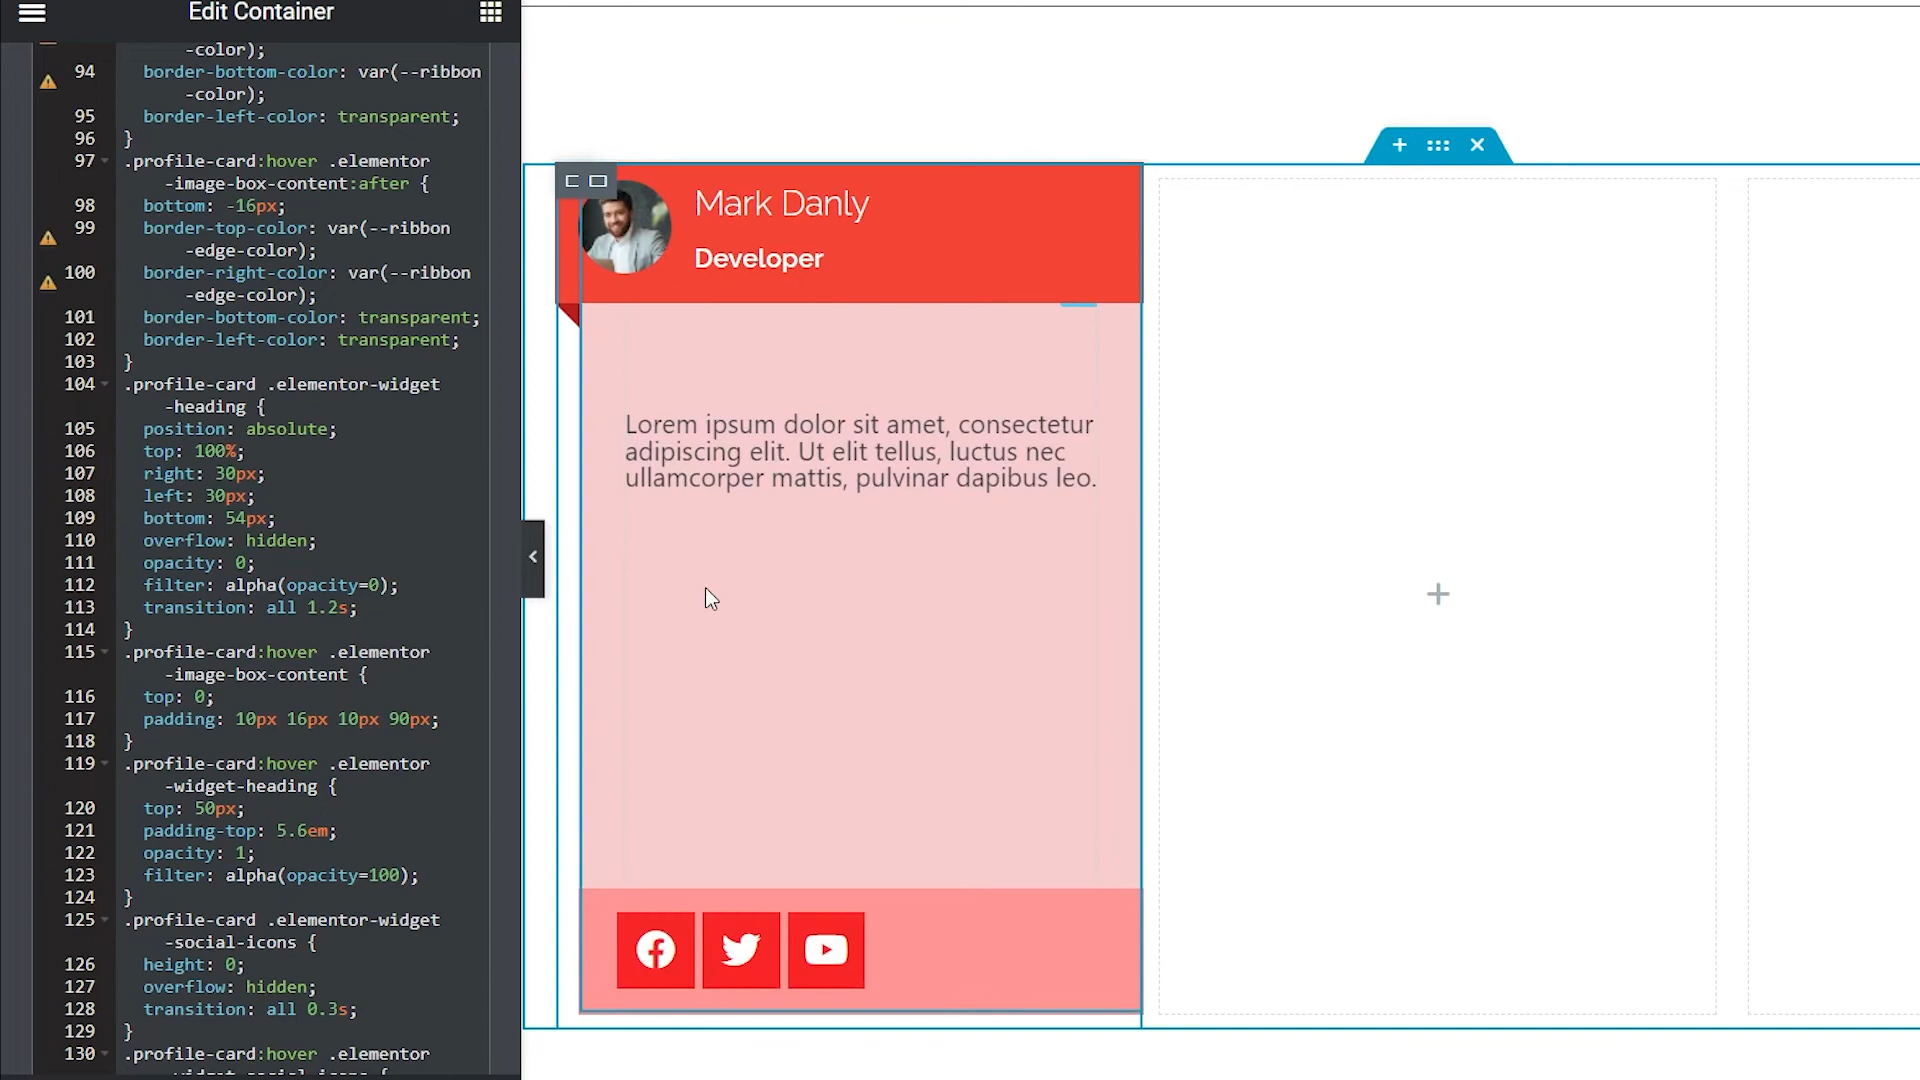 Edit Container
-color);
94 border-bottom-color: var(--ribbon
-color);
95 border-left-color: transparent;
96 }
97 .profile-card:hover .elementor
-image-box-content:after {
98 bottom: -16px;
99 border-top-color: var(--ribbon
-edge-color);
100 border-right-color: var(--ribbon
-edge-color);
101 border-bottom-color: transparent;
102 border-left-color: transparent;
103 }
104 .profile-card .elementor-widget
-heading {
105 position: absolute;
106 top: 100%;
107 right: 30px;
108 left: 30px;
109 bottom: 54px;
110 overflow: hidden;
111 opacity: 0;
112 filter: alpha(opacity=0);
113 transition: all 1.2s;
114 }
115 .profile-card:hover .elementor
-image-box-content {
116 top: 0;
117 padding: 10px 16px 10px 90px;
118 }
119 .profile-card:hover .elementor
-widget-heading {
120 top: 50px;
121 padding-top: 5.6em;
122 opacity: 1;
123 filter: alpha(opacity=100);
124 }
125 .profile-card .elementor-widget
-social-icons {
126 height: 0;
127 overflow: hidden;
128 transition: all 0.3s;
129 }
130 .profile-card:hover .elementor
Mark Danly
Developer
Lorem ipsum dolor sit amet, consectetur
adipiscing elit. Ut elit tellus, luctus nec
ullamcorper mattis, pulvinar dapibus leo.